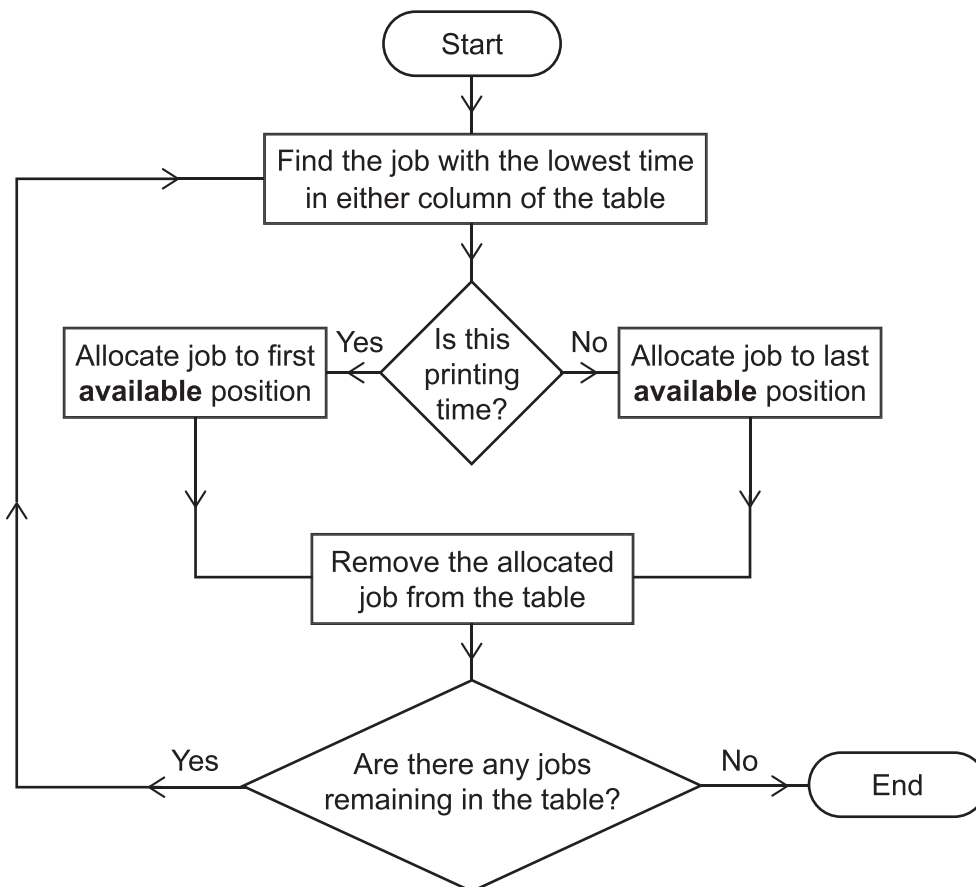 Start
Find the job with the lowest time
in either column of the table
Is this
printing
time?
Yes
No
Allocate job to first
available position
Allocate job to last
available position
Remove the allocated
job from the table
Are there any jobs
remaining in the table?
Yes
No
End